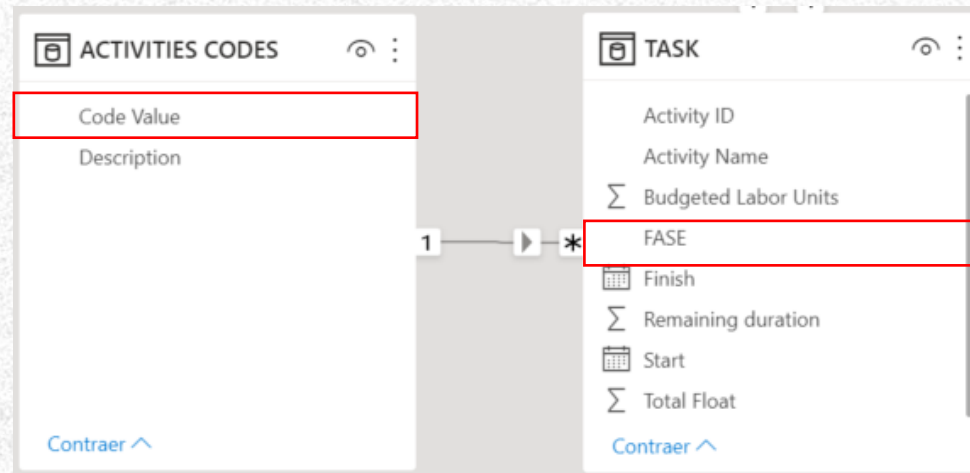 ACTIVITIES CODES
Code Value
Description
Contraer
1
*
TASK
Activity ID
Activity Name
Σ Budgeted Labor Units
FASE
Finish
Σ Remaining duration
Start
Σ Total Float
Contraer